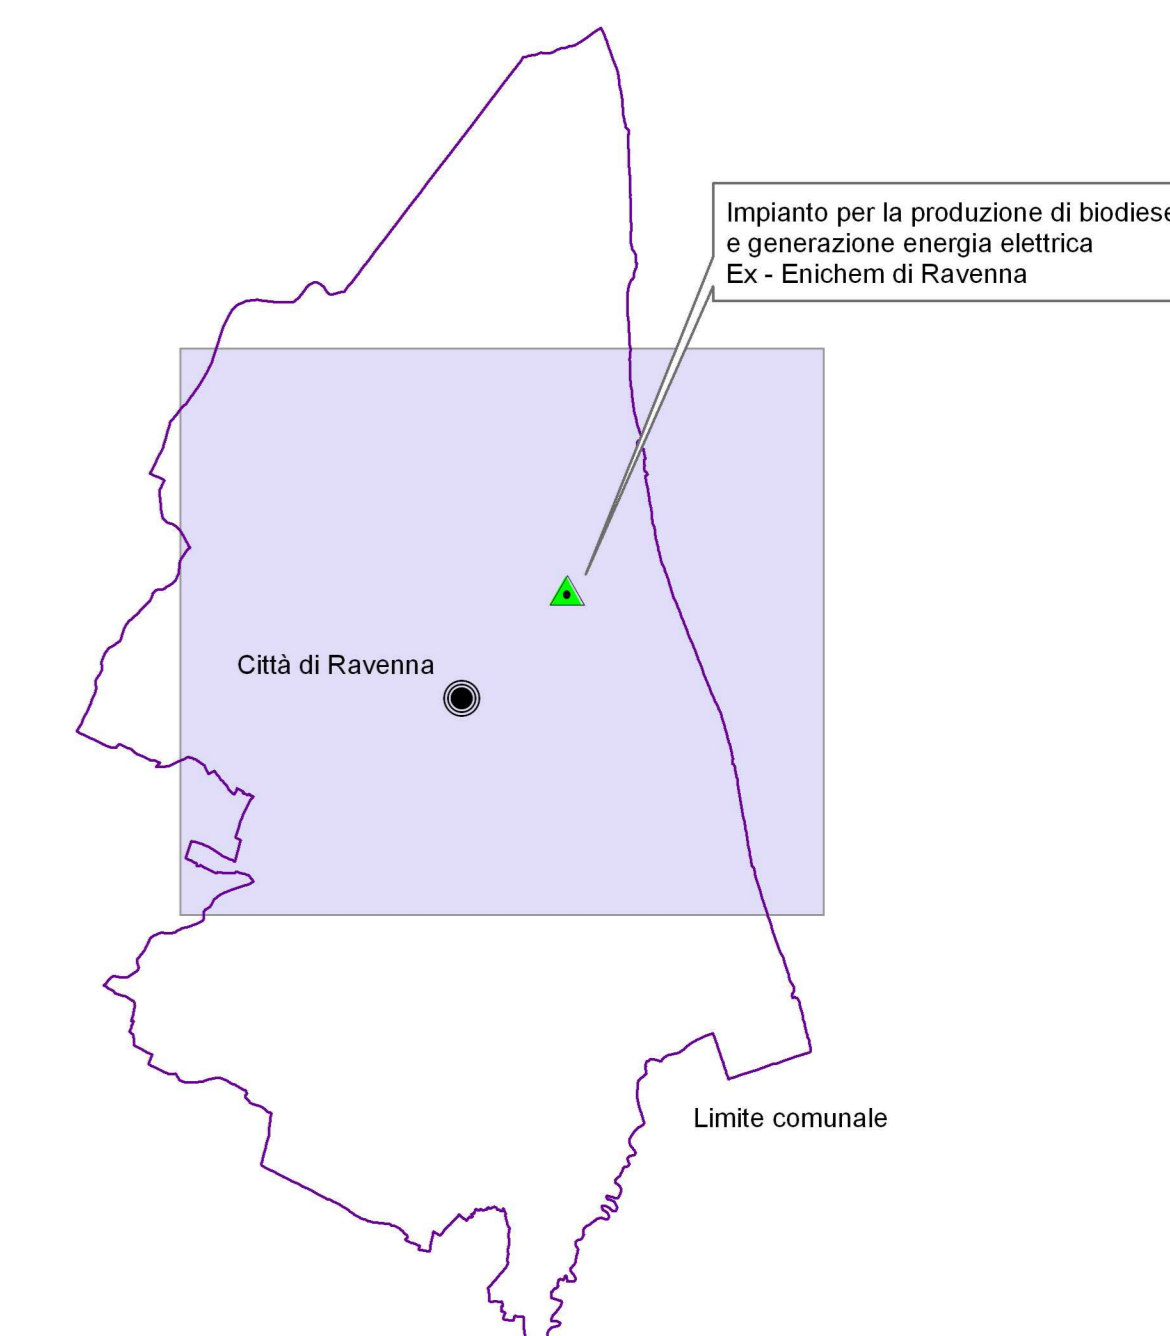 Impianto per la produzione di biodiese
e generazione energia elettrica
Ex - Enichem di Ravenna
Città di Ravenna
Limite comunale